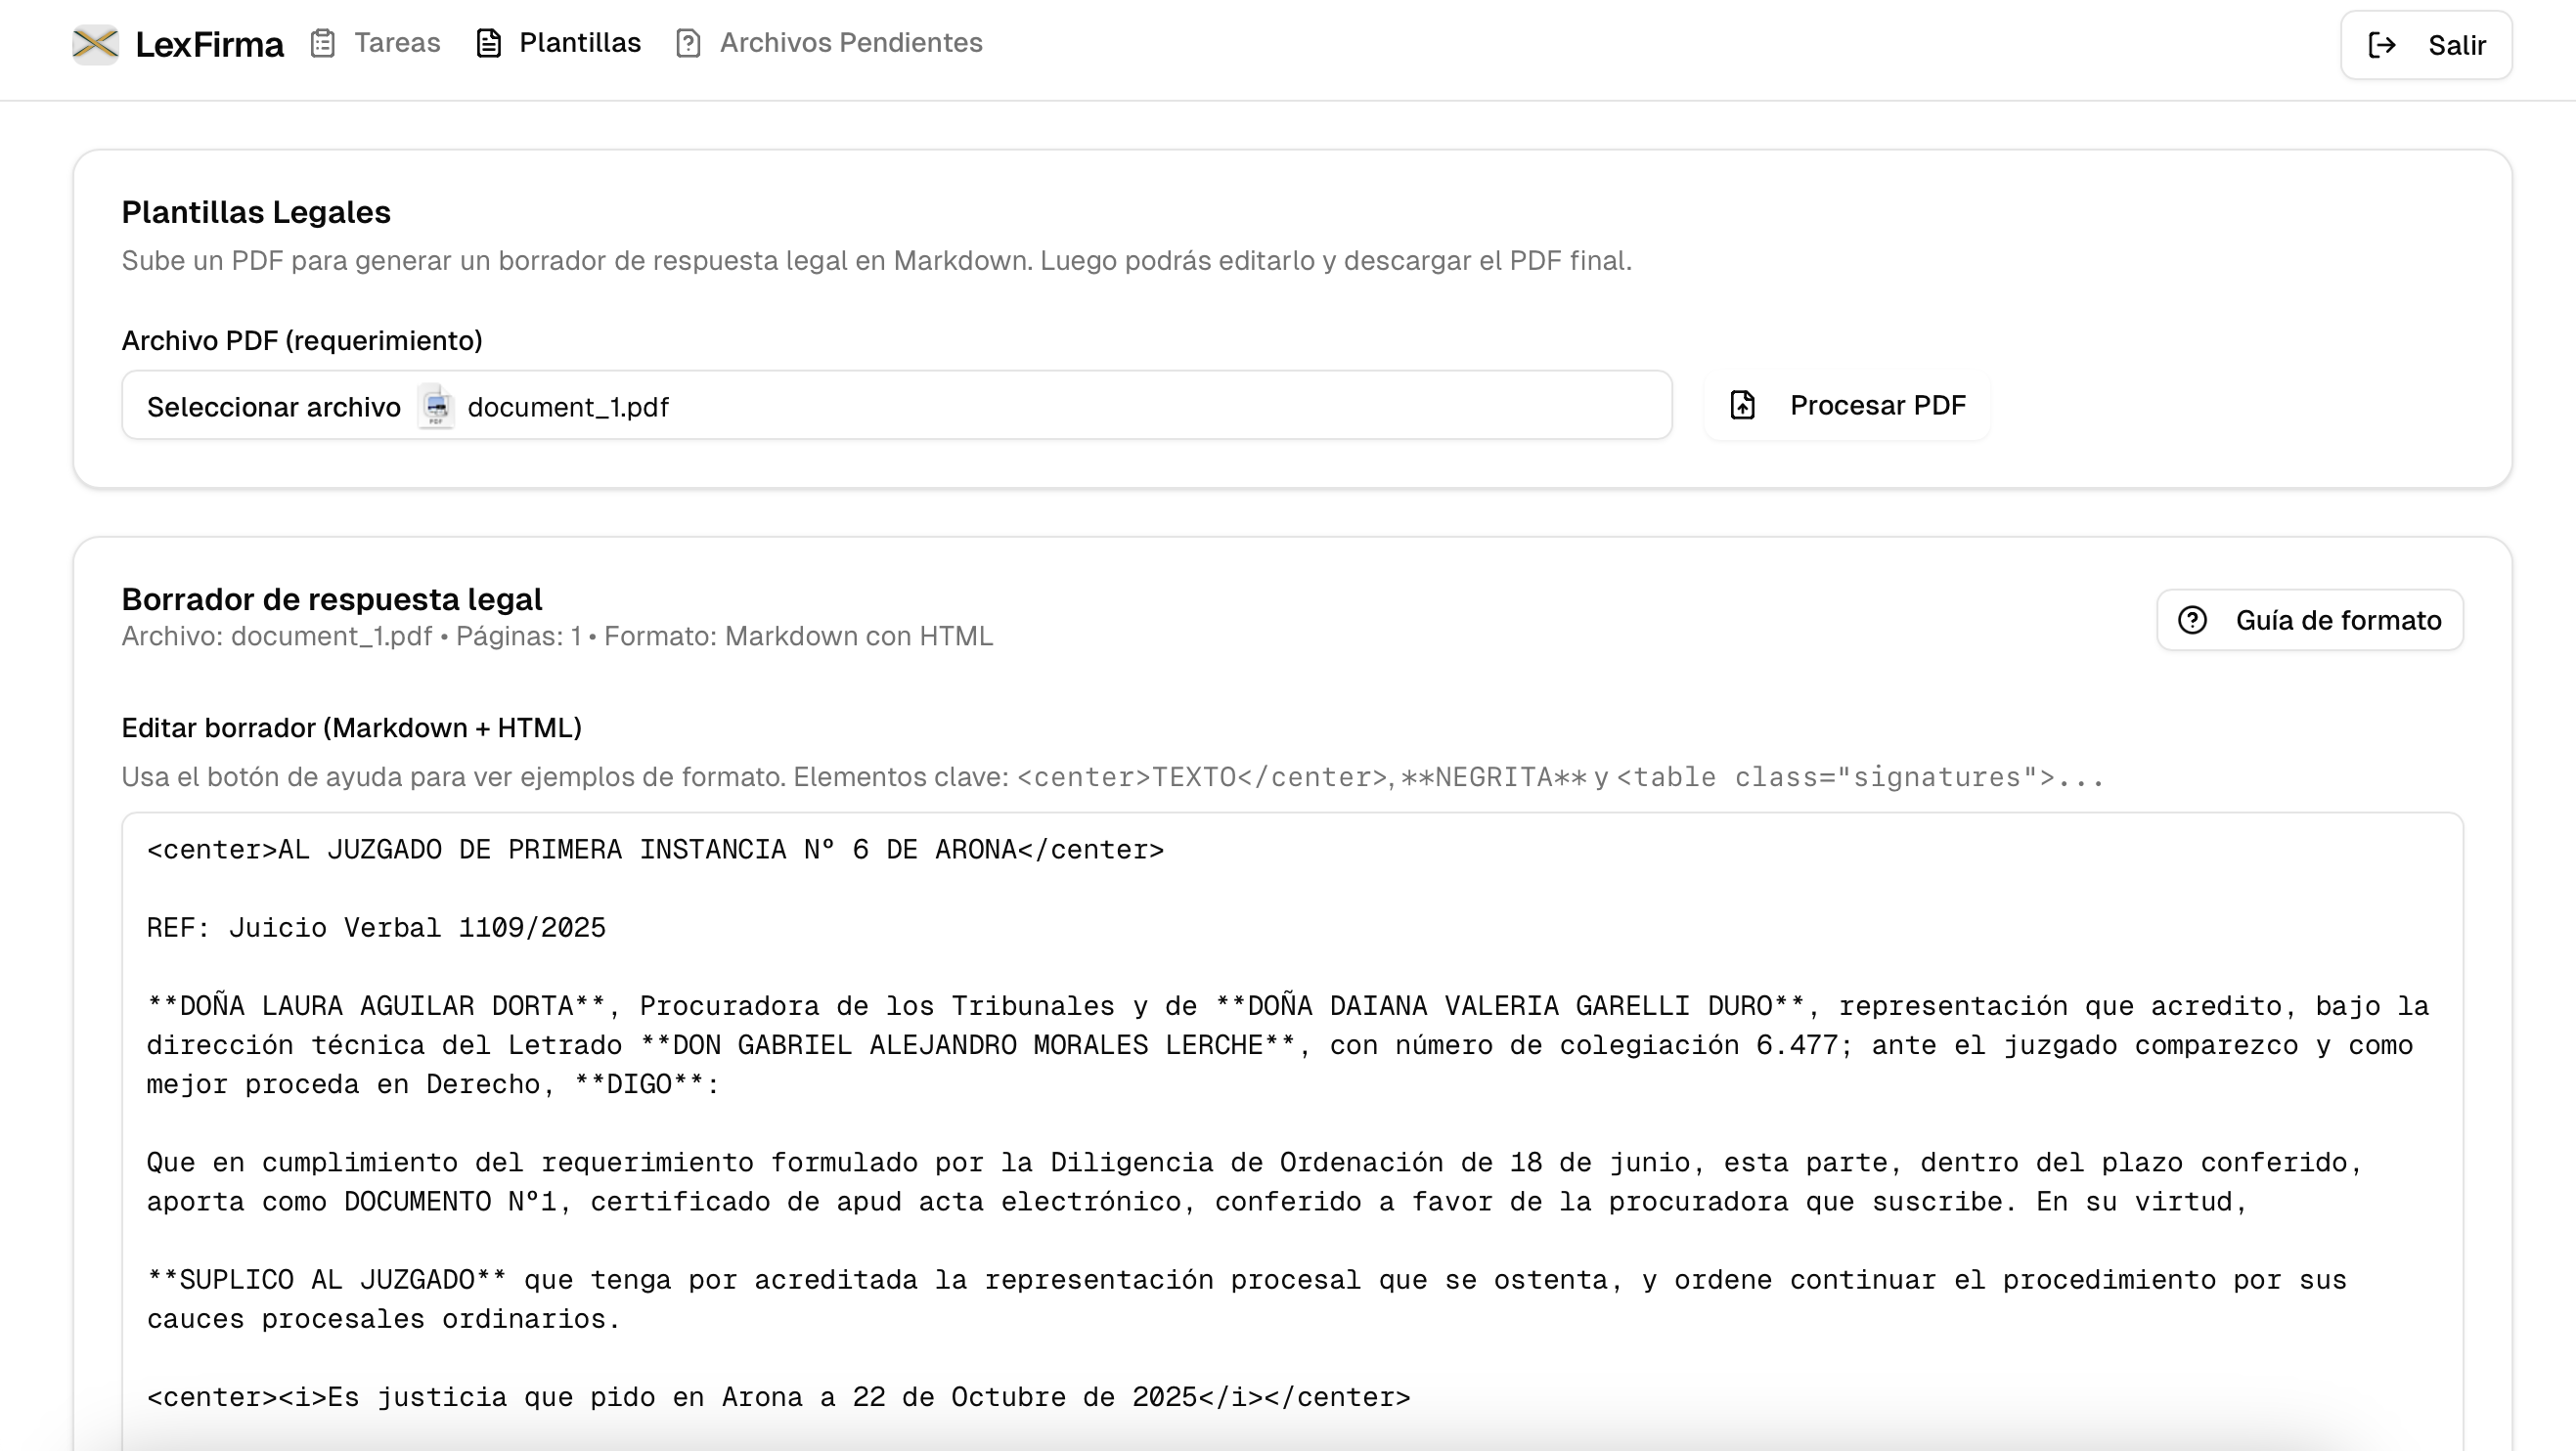 LexFirma
Tareas
Plantillas
Archivos Pendientes
Salir
Plantillas Legales
Sube un PDF para generar un borrador de respuesta legal en Markdown. Luego podrás editarlo y descargar el PDF final.
Archivo PDF (requerimiento)
Seleccionar archivo PDF document_1.pdf
Procesar PDF
Borrador de respuesta legal
Archivo: document_1.pdf • Páginas: 1 • Formato: Markdown con HTML
Guía de formato
Editar borrador (Markdown + HTML)
Usa el botón de ayuda para ver ejemplos de formato. Elementos clave: <center>TEXTO</center>, **NEGRITA** y <table class="signatures">...
<center>AL JUZGADO DE PRIMERA INSTANCIA Nº 6 DE ARONA</center>
REF: Juicio Verbal 1109/2025
**DOÑA LAURA AGUILAR DORTA**, Procuradora de los Tribunales y de **DOÑA DAIANA VALERIA GARELLI DURO**, representación que acredito, bajo la
dirección técnica del Letrado **DON GABRIEL ALEJANDRO MORALES LERCHE**, con número de colegiación 6.477; ante el juzgado comparezco y como
mejor proceda en Derecho, **DIGO**:
Que en cumplimiento del requerimiento formulado por la Diligencia de Ordenación de 18 de junio, esta parte, dentro del plazo conferido,
aporta como DOCUMENTO Nº1, certificado de apud acta electrónico, conferido a favor de la procuradora que suscribe. En su virtud,
**SUPLICO AL JUZGADO** que tenga por acreditada la representación procesal que se ostenta, y ordene continuar el procedimiento por sus
cauces procesales ordinarios.
<center><i>Es justicia que pido en Arona a 22 de Octubre de 2025</i></center>